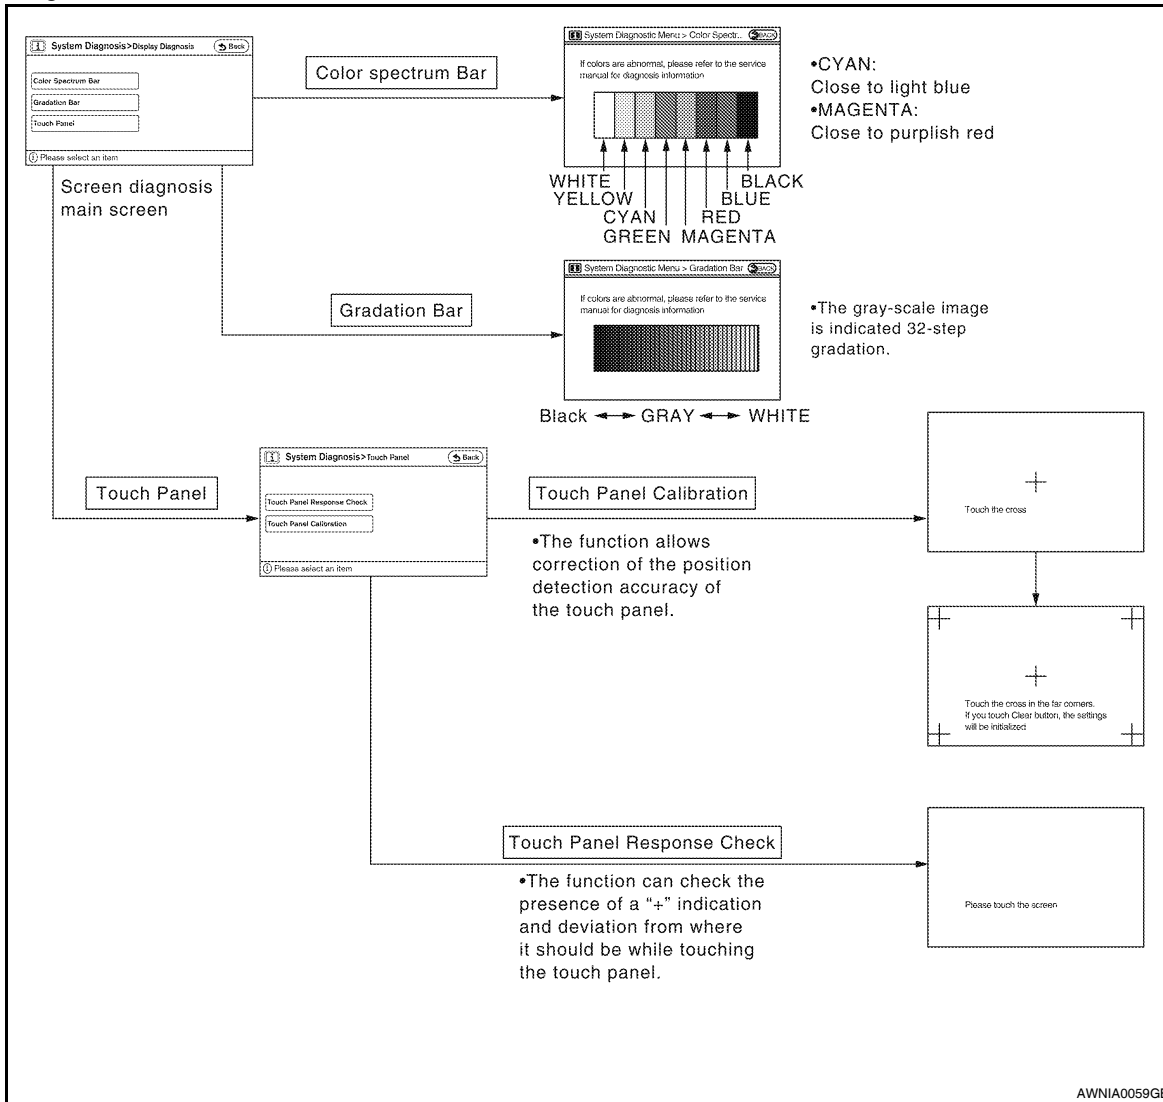 System Diagnosis>Display Diagnosis
Back
Color Spectrum Bar
Gradation Bar
Touch Panel
Please select an item
Screen diagnosis
main screen
Color spectrum Bar
System Diagnostic Menu > Color Spectr..
BACK
If colors are abnormal, please refer to the service
manual for diagnosis information
WHITE
BLACK
YELLOW
BLUE
CYAN
RED
GREEN
MAGENTA
•CYAN:
Close to light blue
•MAGENTA:
Close to purplish red
Gradation Bar
System Diagnostic Menu > Gradation Bar
BACK
If colors are abnormal, please refer to the service
manual for diagnosis information
Black
GRAY
WHITE
•The gray-scale image
is indicated 32-step
gradation.
Touch Panel
System Diagnosis>Touch Panel
Back
Touch Panel Response Check
Touch Panel Calibration
Please select an item
Touch Panel Calibration
•The function allows
correction of the position
detection accuracy of
the touch panel.
Touch the cross
Touch the cross in the far corners.
If you touch Clear button, the settings
will be initialized
Touch Panel Response Check
•The function can check the
presence of a “+” indication
and deviation from where
it should be while touching
the touch panel.
Please touch the screen